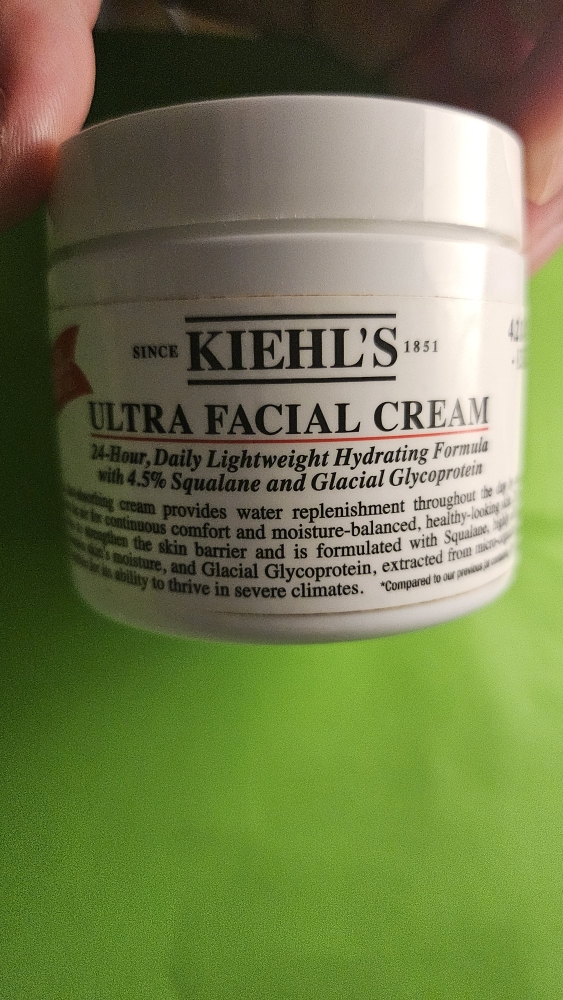 SINCE KIEHL'S 1851
ULTRA FACIAL CREAM
24-Hour, Daily Lightweight Hydrating Formula
with 4.5% Squalane and Glacial Glycoprotein
cream provides water replenishment throughout the
for continuous comfort and moisture-balanced, healthy-looking
the skin barrier and is formulated with Squalane,
moisture, and Glacial Glycoprotein, extracted from
its ability to thrive in severe climates. *Compared to our previous